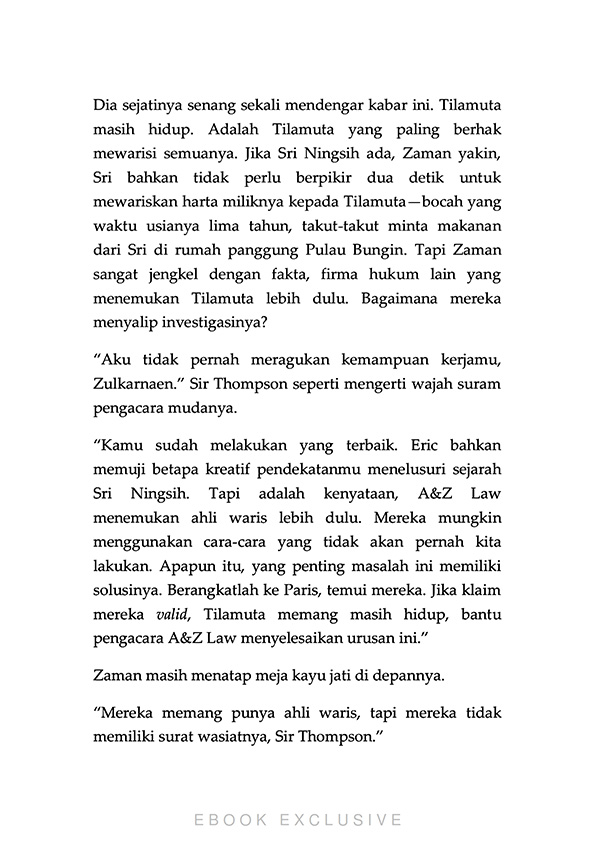 Dia sejatinya senang sekali mendengar kabar ini. Tilamuta
masih hidup. Adalah Tilamuta yang paling berhak
mewarisi semuanya. Jika Sri Ningsih ada, Zaman yakin,
Sri bahkan tidak perlu berpikir dua detik untuk
mewariskan harta miliknya kepada Tilamuta—bocah yang
waktu usianya lima tahun, takut-takut minta makanan
dari Sri di rumah panggung Pulau Bungin. Tapi Zaman
sangat jengkel dengan fakta, firma hukum lain yang
menemukan Tilamuta lebih dulu. Bagaimana mereka
menyalip investigasinya?
“Aku tidak pernah meragukan kemampuan kerjamu,
Zulkarnaen.” Sir Thompson seperti mengerti wajah suram
pengacara mudanya.
“Kamu sudah melakukan yang terbaik. Eric bahkan
memuji betapa kreatif pendekatanmu menelusuri sejarah
Sri Ningsih. Tapi adalah kenyataan, A&Z Law
menemukan ahli waris lebih dulu. Mereka mungkin
menggunakan cara-cara yang tidak akan pernah kita
lakukan. Apapun itu, yang penting masalah ini memiliki
solusinya. Berangkatlah ke Paris, temui mereka. Jika klaim
mereka valid, Tilamuta memang masih hidup, bantu
pengacara A&Z Law menyelesaikan urusan ini.”
Zaman masih menatap meja kayu jati di depannya.
“Mereka memang punya ahli waris, tapi mereka tidak
memiliki surat wasiatnya, Sir Thompson.”
EBOOK EXCLUSIVE